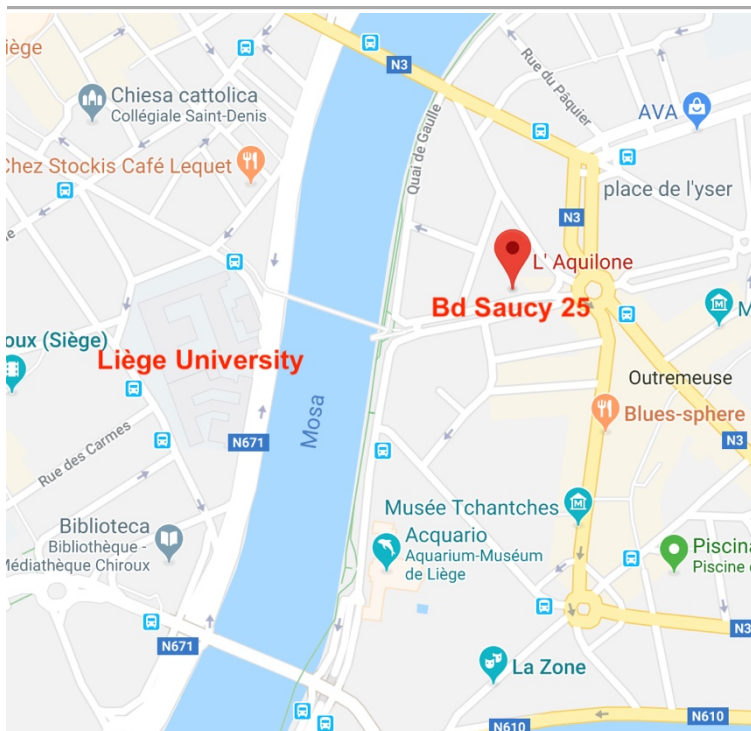 iège
N3
Rue du Pâquier
Chiesa cattolica
Collégiale Saint-Denis
Quai de Gaulle
AVA
Chez Stockis Café Lequet
place de l'yser
N3
L' Aquilone
Bd Saucy 25
M
oux (Siège)
Liège University
Outremeuse
Mosa
Blues-sphere
N671
N3
Rue des Carmes
Musée Tchantches
Biblioteca
Bibliothèque -
Médiathèque Chiroux
Acquario
Aquarium-Muséum
de Liège
Piscina
Piscine
N671
N3
La Zone
N610
N610